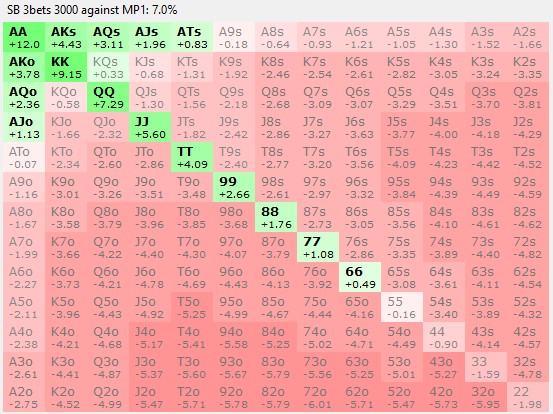 SB 3bets 3000 against MP1: 7.0%
AA AKs AQs AJs ATs A9s A8s A7s A6s A5s A4s A3s A2s
+12.0 +4.43 +3.11 +1.96 +0.83 -0.18 -0.64 -0.93 -1.21 -1.05 -1.30 -1.52 -1.66
AKo KK KQs KJs KTs K9s K8s K7s K6s K5s K4s K3s K2s
+3.78 +9.15 +0.33 -0.68 -1.31 -1.92 -2.46 -2.54 -2.61 -2.82 -3.05 -3.24 -3.35
AQo KQo QQ QJs QTs Q9s Q8s Q7s Q6s Q5s Q4s Q3s Q2s
+2.36 -0.58 +7.29 -1.30 -1.56 -2.18 -2.68 -3.09 -3.07 -3.29 -3.51 -3.70 -3.81
AJo KJo QJo JJ JTs J9s J8s J7s J6s J5s J4s J3s J2s
+1.13 -1.66 -2.32 +5.60 -1.82 -2.42 -2.86 -3.27 -3.63 -3.77 -4.00 -4.18 -4.29
ATo KTo QTo JTo TT T9s T8s T7s T6s T5s T4s T3s T2s
-0.07 -2.34 -2.60 -2.86 +4.09 -2.40 -2.77 -3.20 -3.56 -4.09 -4.23 -4.42 -4.52
A9o K9o Q9o J9o T9o 99 98s 97s 96s 95s 94s 93s 92s
-1.16 -3.01 -3.26 -3.51 -3.48 +2.66 -2.61 -2.97 -3.32 -3.84 -4.39 -4.49 -4.59
A8o K8o Q8o J8o T8o 98o 88 87s 86s 85s 84s 83s 82s
-1.67 -3.58 -3.79 -3.96 -3.85 -3.68 +1.76 -2.73 -3.05 -3.56 -4.10 -4.61 -4.62
A7o K7o Q7o J7o T7o 97o 87o 77 76s 75s 74s 73s 72s
-1.99 -3.66 -4.22 -4.40 -4.30 -4.07 -3.79 +1.08 -2.86 -3.35 -3.89 -4.40 -4.82
A6o K6o Q6o J6o T6o 96o 86o 76o 66 65s 64s 63s 62s
-2.27 -3.73 -4.21 -4.78 -4.69 -4.43 -4.13 -3.92 +0.49 -3.08 -3.61 -4.11 -4.54
A5o K5o Q5o J5o T5o 95o 85o 75o 65o 55 54s 53s 52s
-2.11 -3.96 -4.43 -4.92 -5.25 -4.99 -4.67 -4.44 -4.16 -0.16 -3.40 -3.89 -4.32
A4o K4o Q4o J4o T4o 94o 84o 74o 64o 54o 44 43s 42s
-2.38 -4.21 -4.68 -5.17 -5.41 -5.58 -5.25 -5.02 -4.71 -4.49 -0.90 -4.14 -4.57
A3o K3o Q3o J3o T3o 93o 83o 73o 63o 53o 43o 33 32s
-2.61 -4.41 -4.87 -5.37 -5.60 -5.67 -5.79 -5.56 -5.25 -5.01 -5.27 -1.59 -4.78
A2o K2o Q2o J2o T2o 92o 82o 72o 62o 52o 42o 32o 22
-2.75 -4.52 -4.99 -5.47 -5.71 -5.78 -5.77 -6.01 -5.71 -5.47 -5.73 -5.95 -1.98